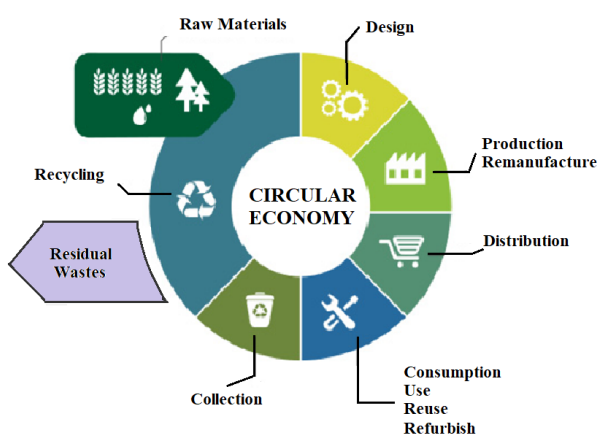 Raw Materials
Design
Production
Remanufacture
Recycling
CIRCULAR
ECONOMY
Distribution
Residual
Wastes
Collection
Consumption
Use
Reuse
Refurbish